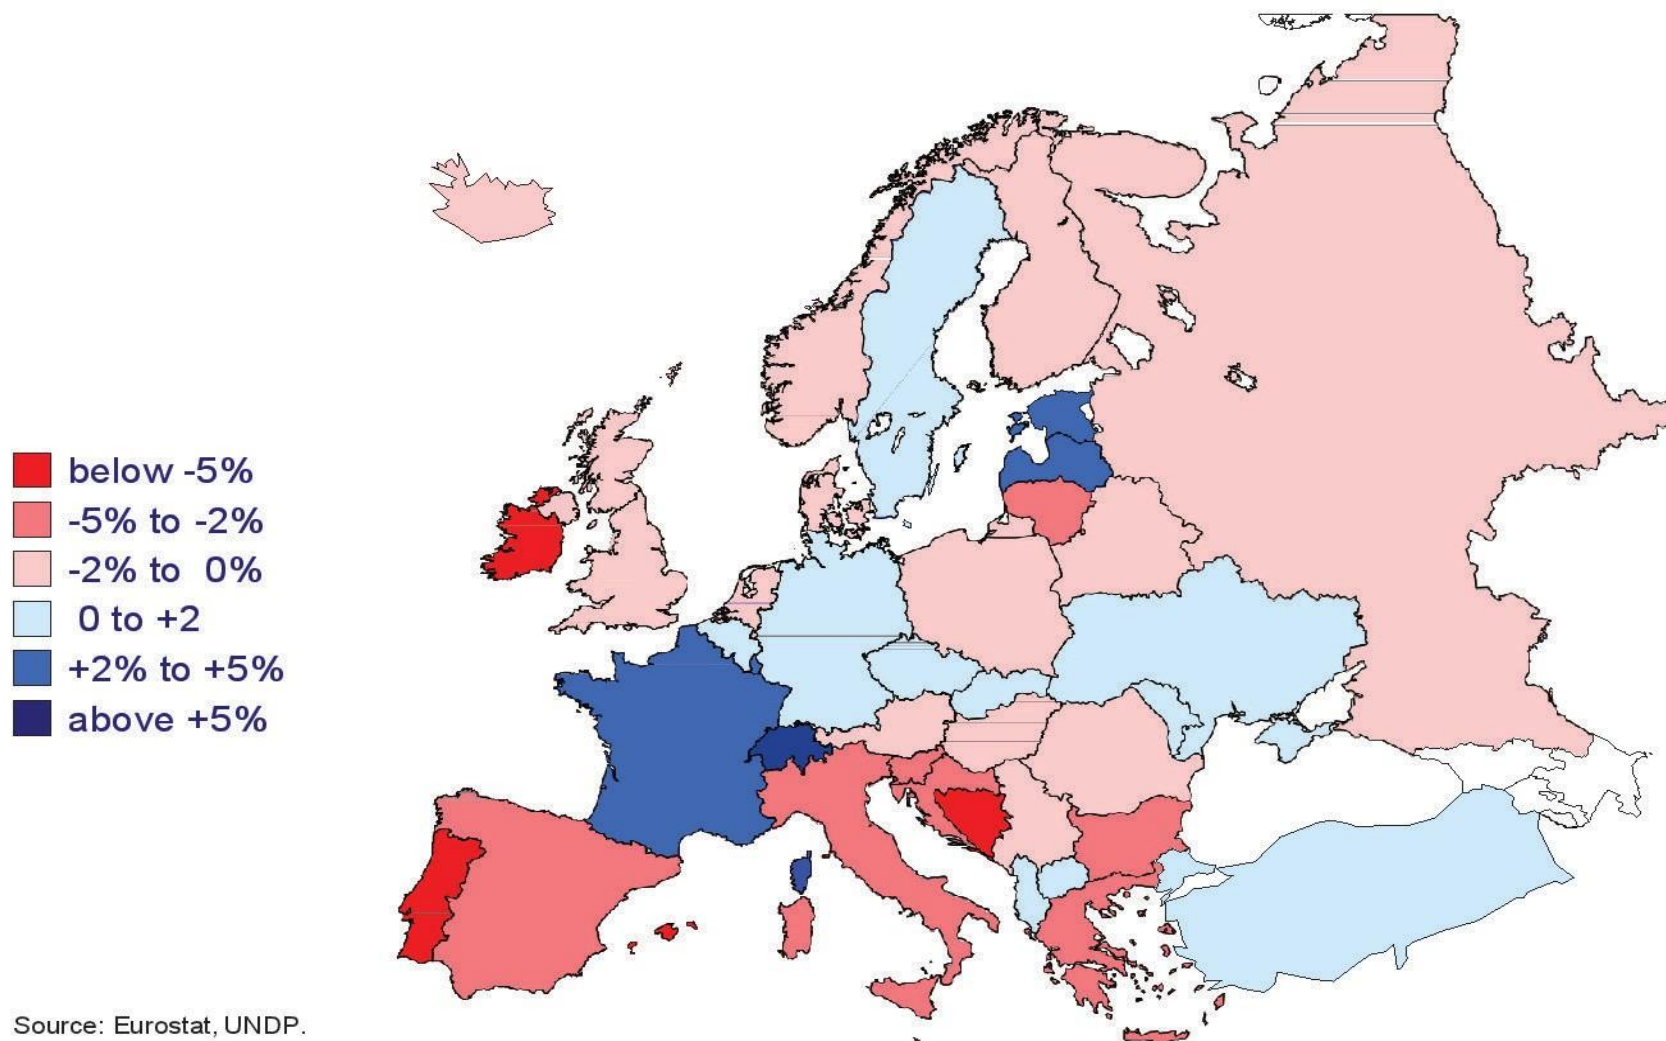 below -5%
-5% to -2%
-2% to 0%
0 to +2
+2% to +5%
above +5%
Source: Eurostat, UNDP.